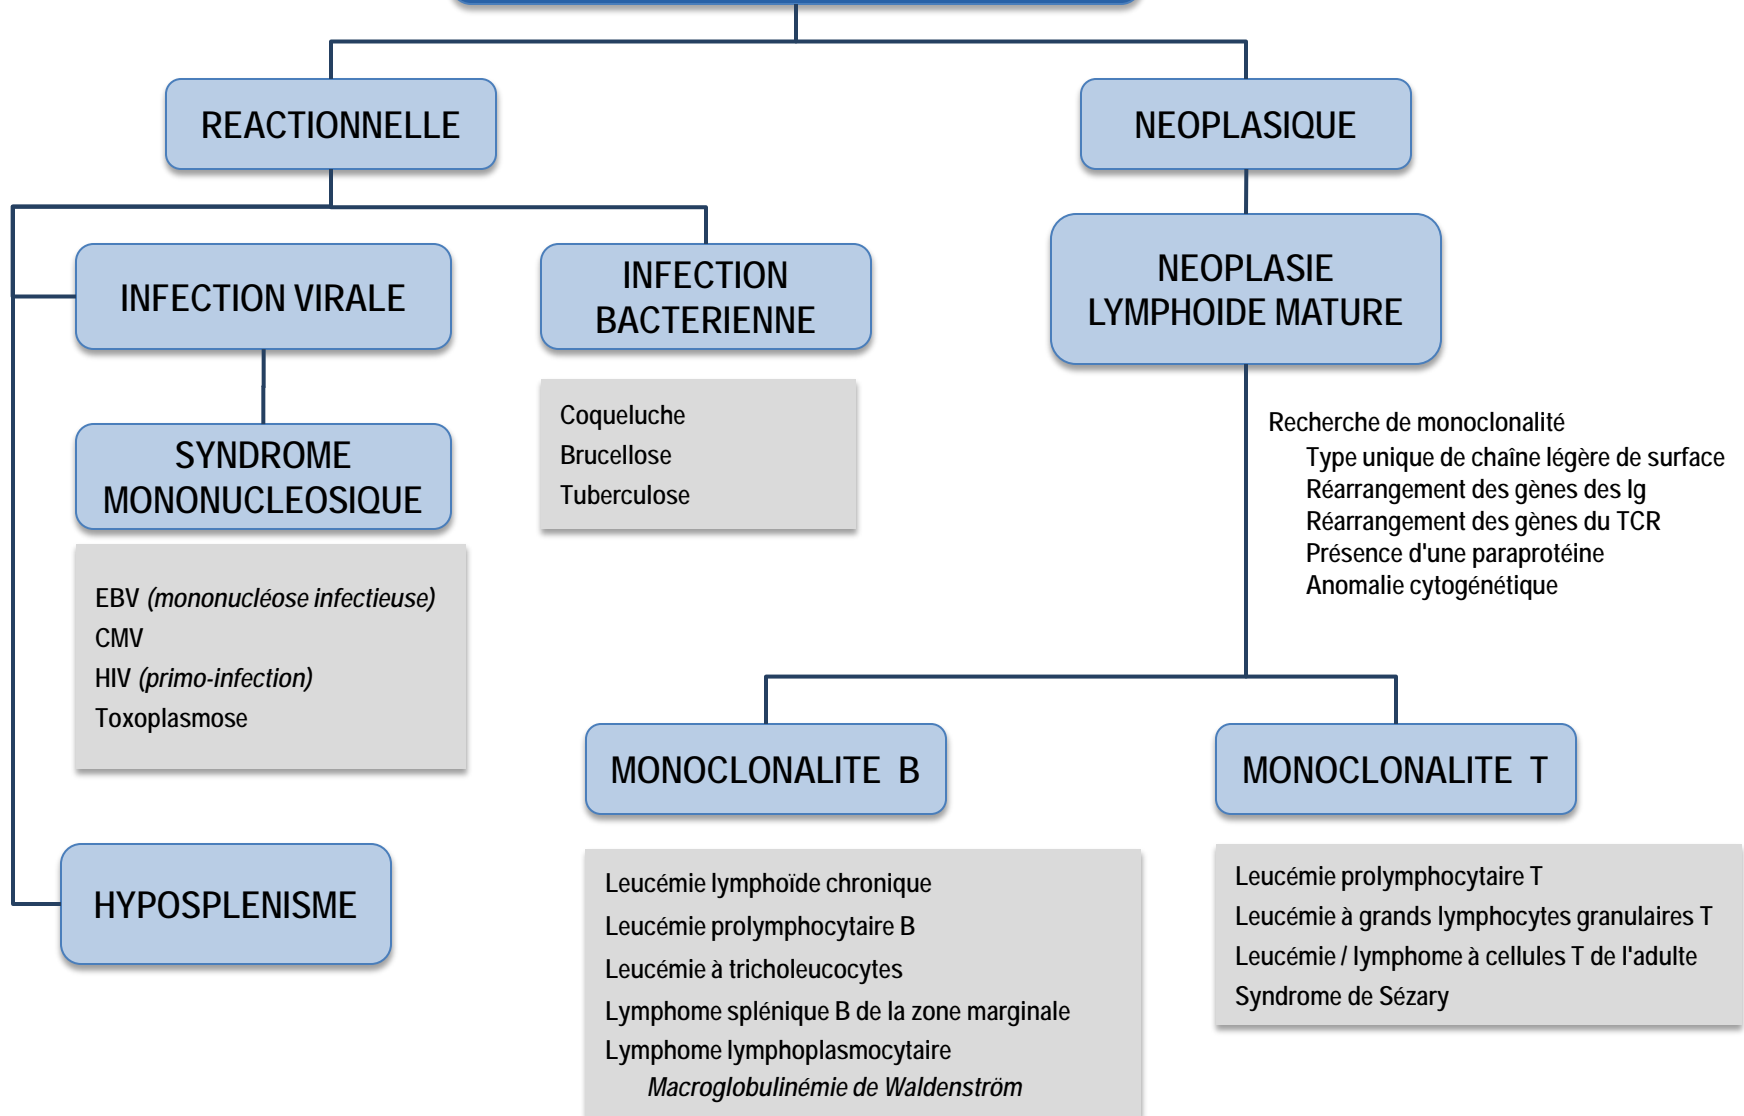 REACTIONNELLE
NEOPLASIQUE
INFECTION VIRALE
INFECTION
BACTERIENNE
NEOPLASIE
LYMPHOIDE MATURE
Coqueluche
Brucellose
Tuberculose
SYNDROME
MONONUCLEOSIQUE
EBV (mononucléose infectieuse)
CMV
HIV (primo-infection)
Toxoplasmose
HYPOSPLENISME
Recherche de monoclonalité
Type unique de chaîne légère de surface
Réarrangement des gènes des Ig
Réarrangement des gènes du TCR
Présence d'une paraprotéine
Anomalie cytogénétique
MONOCLONALITE B
Leucémie lymphoïde chronique
Leucémie prolymphocytaire B
Leucémie à tricholeucocytes
Lymphome splénique B de la zone marginale
Lymphome lymphoplasmocytaire
Macroglobulinémie de Waldenström
MONOCLONALITE T
Leucémie prolymphocytaire T
Leucémie à grands lymphocytes granulaires T
Leucémie / lymphome à cellules T de l'adulte
Syndrome de Sézary